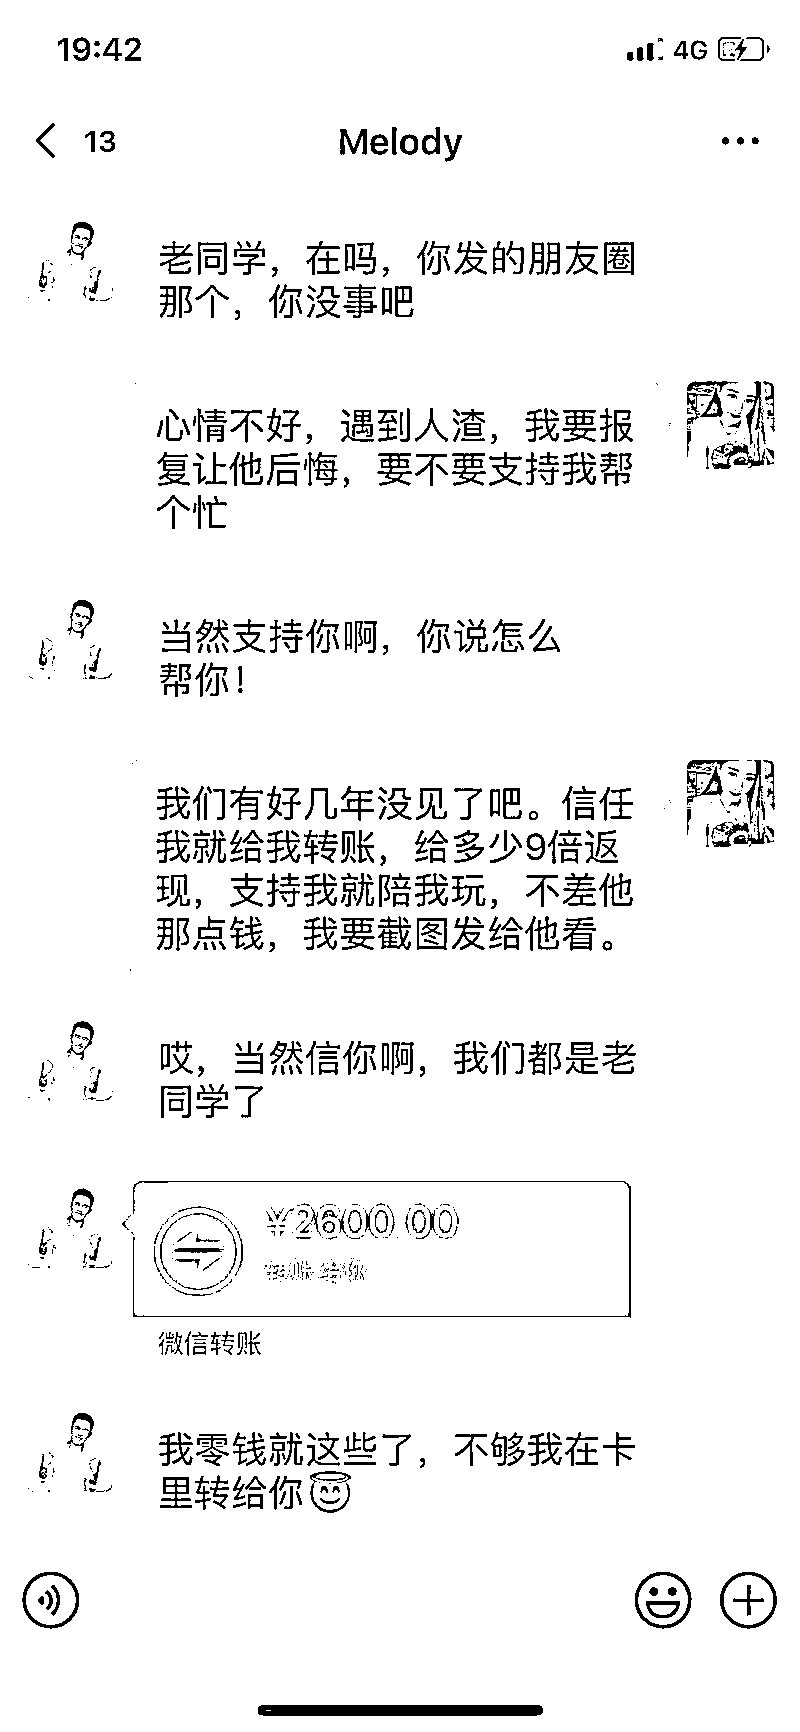 19:42
4G
13
Melody
老同学，在吗，你发的朋友圈
那个，你没事吧
心情不好，遇到人渣，我要报
复让他后悔，要不要支持我帮
个忙
当然支持你啊，你说怎么
帮你！
我们有好几年没见了吧。信任
我就给我转账，给多少9倍返
现，支持我就陪我玩，不差他
那点钱，我要截图发给他看。
哎，当然信你啊，我们都是老
同学了
¥2600.00
微信转账
我零钱就这些了，不够我在卡
里转给你😇